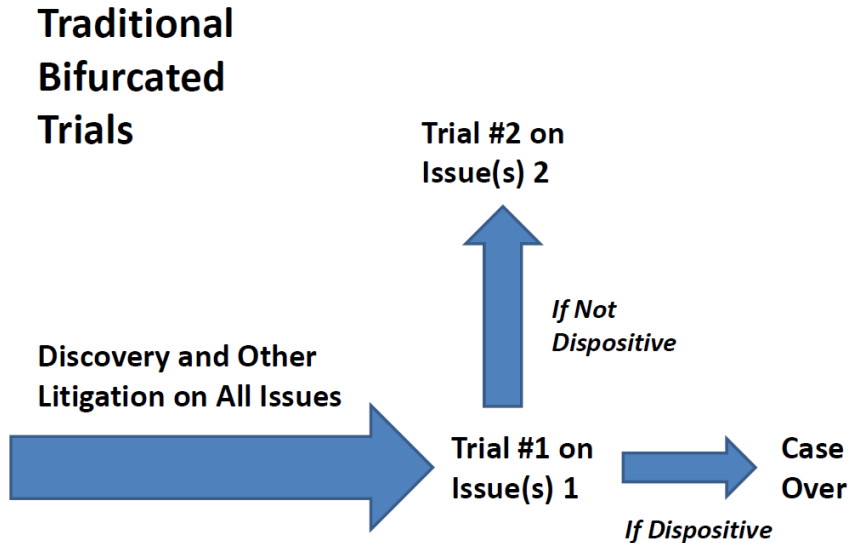 Traditional
Bifurcated
Trials
Trial #2 on
Issue(s) 2
If Not
Dispositive
Discovery and Other
Litigation on All Issues
Trial #1 on
Issue(s) 1
Case
Over
If Dispositive